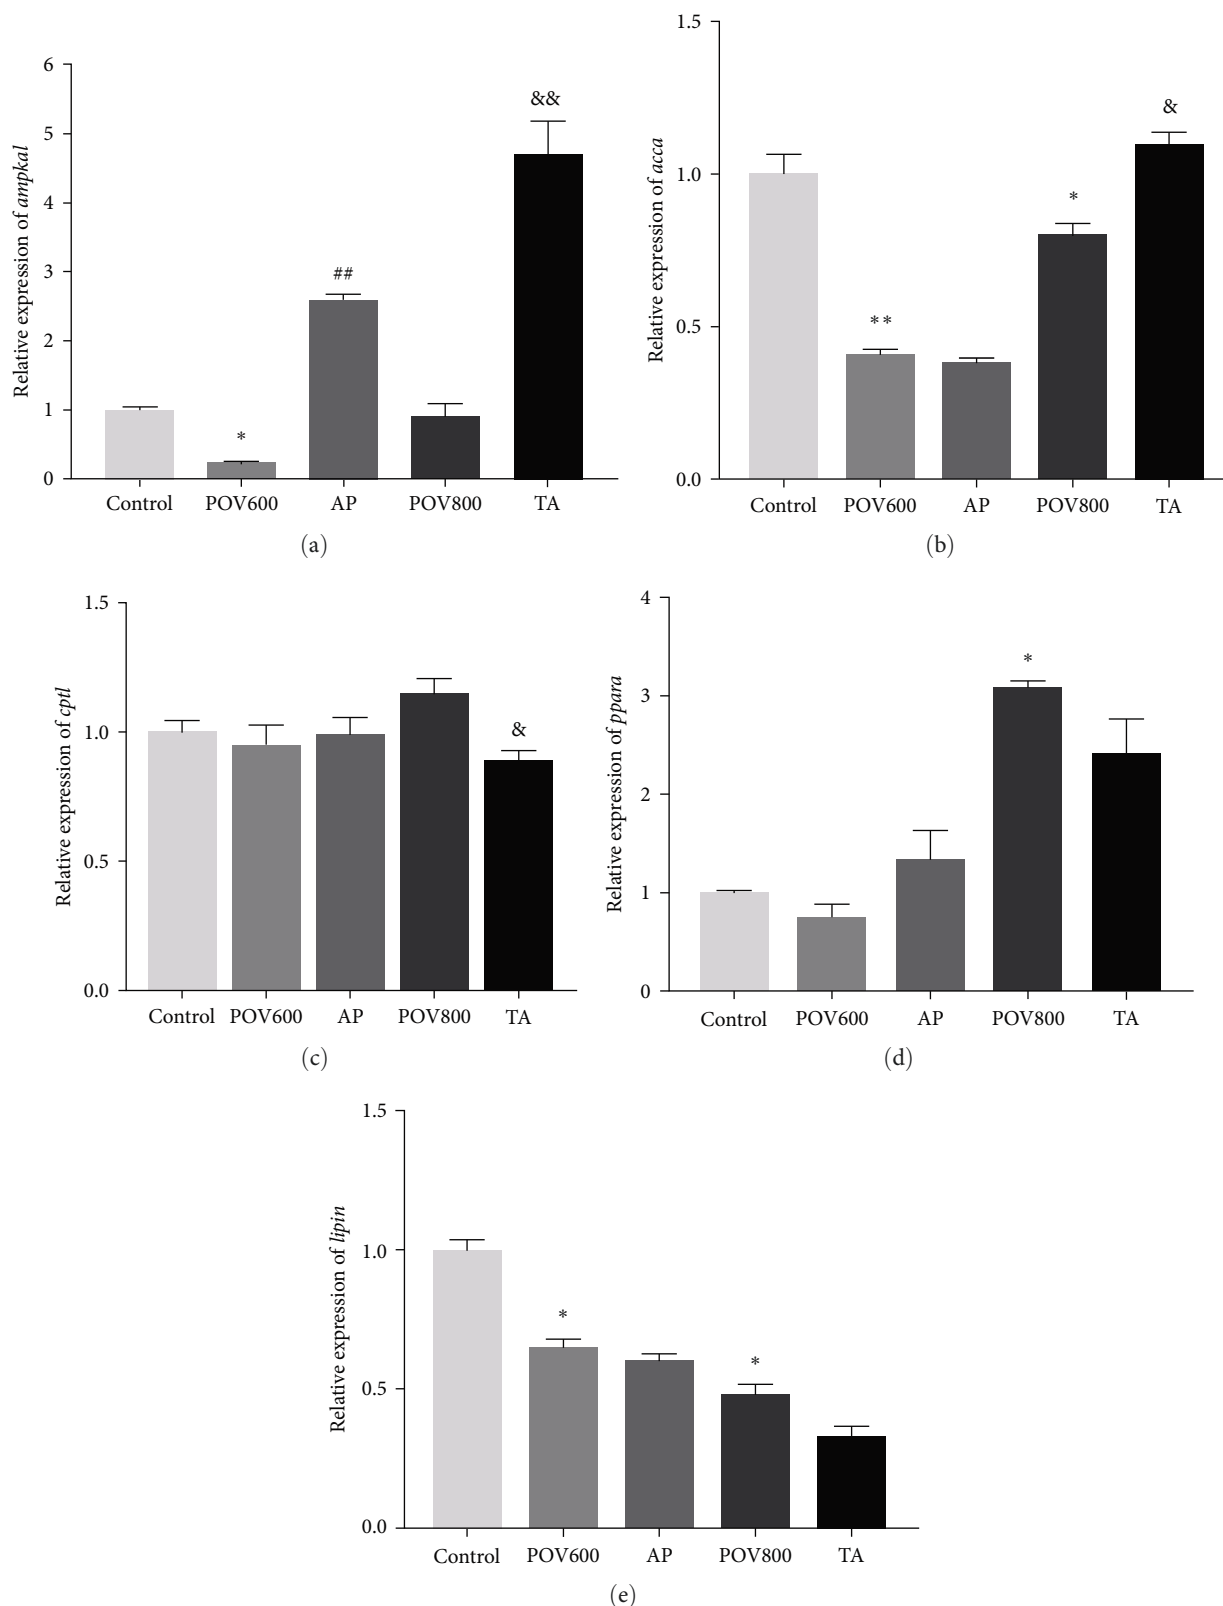 Relative expression of ampkal
6
5
4
3
2
1
0
*
##
&&
Control POV600 AP POV800 TA
(a)
Relative expression of acca
1.5
1.0
0.5
0.0
**
*
&
Control POV600 AP POV800 TA
(b)
Relative expression of cptl
1.5
1.0
0.5
0.0
&
Control POV600 AP POV800 TA
(c)
Relative expression of ppara
4
3
2
1
0
*
Control POV600 AP POV800 TA
(d)
Relative expression of lipin
1.5
1.0
0.5
0.0
*
*
Control POV600 AP POV800 TA
(e)